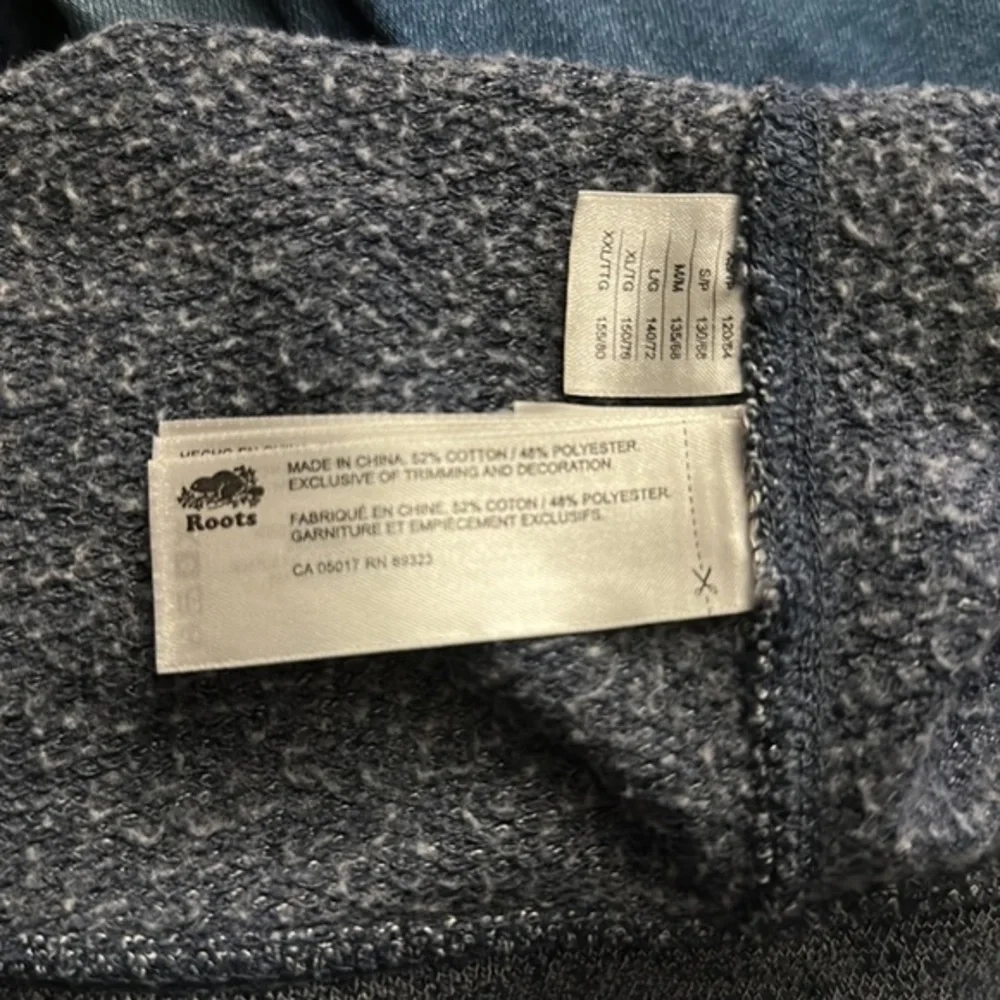 MADE IN CHINA. 52% COTTON / 48% POLYESTER.
EXCLUSIVE OF TRIMMING AND DECORATION.
FABRIQUÉ EN CHINE. 52% COTON / 48% POLYESTER.
GARNITURE ET EMPIÈCEMENT EXCLUSIFS.
CA 05017 RN 89323
Roots
S/P
M/M 135/68
L/G 140/72
XL/TG 150/76
XXL/TTG 155/80